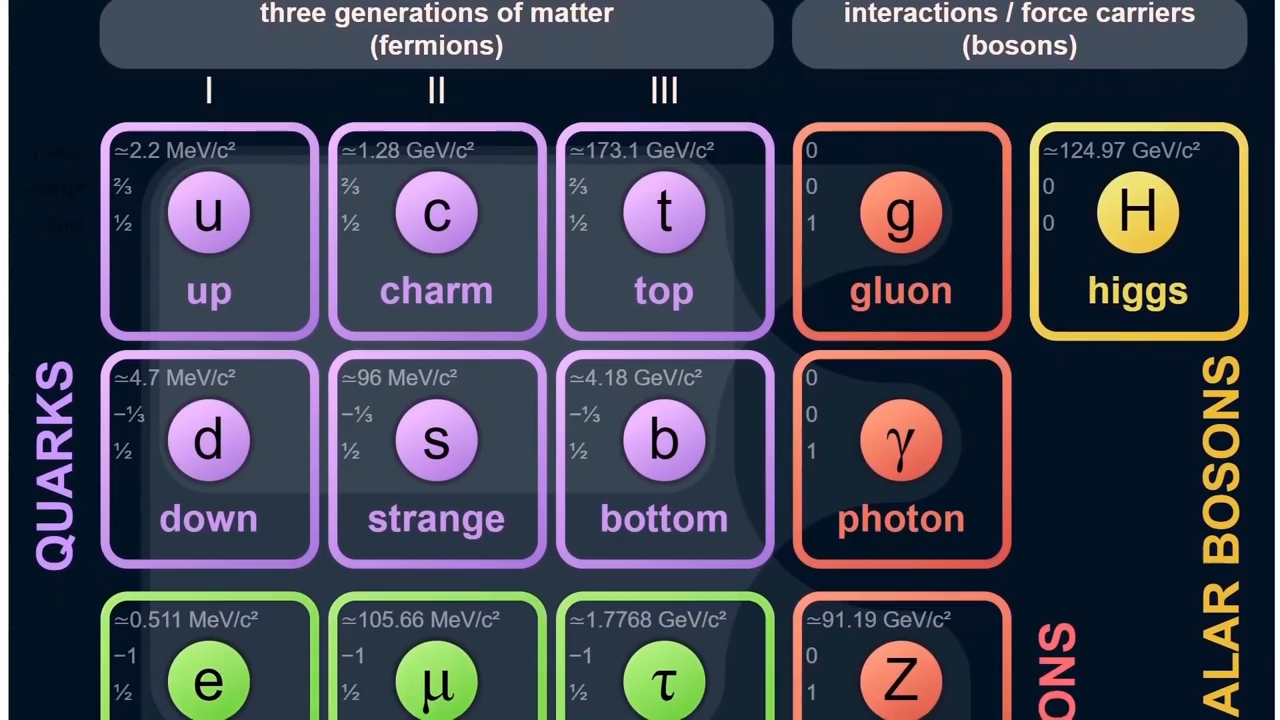 three generations of matter
(fermions)
interactions / force carriers
(bosons)
I
II
III
≃2.2 MeV/c²
⅔
½
u
up
≃1.28 GeV/c²
⅔
½
c
charm
≃173.1 GeV/c²
⅔
½
t
top
0
0
1
g
gluon
≃124.97 GeV/c²
0
0
H
higgs
QUARKS
≃4.7 MeV/c²
−⅓
½
d
down
≃96 MeV/c²
−⅓
½
s
strange
≃4.18 GeV/c²
−⅓
½
b
bottom
0
0
1
γ
photon
≃0.511 MeV/c²
−1
½
e
≃105.66 MeV/c²
−1
½
μ
≃1.7768 GeV/c²
−1
½
τ
≃91.19 GeV/c²
0
1
Z
ONS
ALAR BOSONS